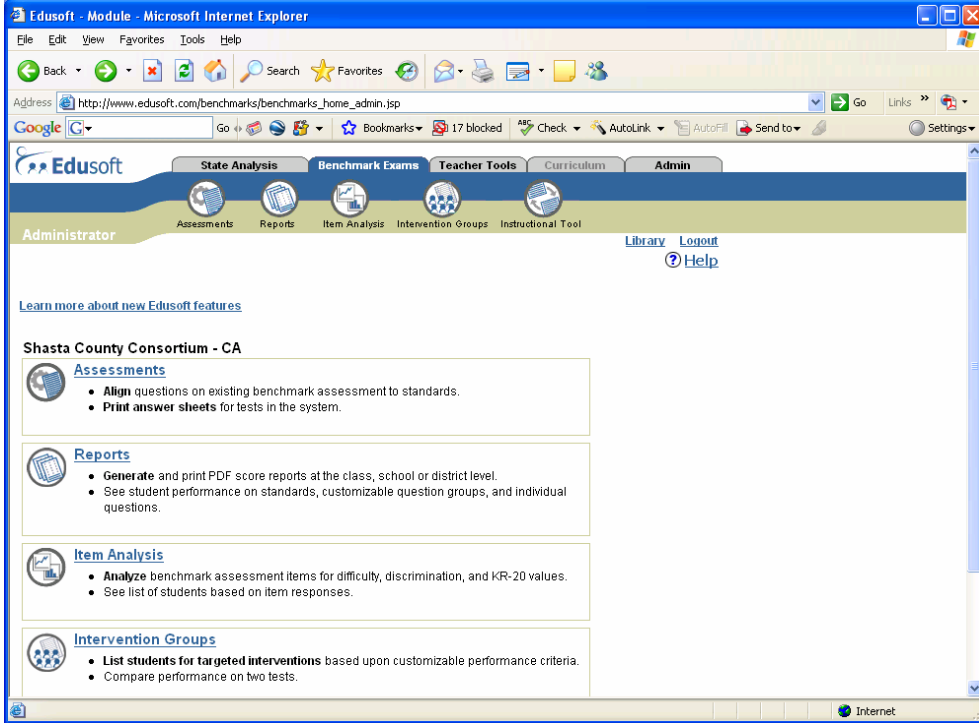 Edusoft - Module - Microsoft Internet Explorer
File Edit View Favorites Tools Help
Back Search Favorites
Address http://www.edusoft.com/benchmarks/benchmarks_home_admin.jsp Go Links »
Google G Go Bookmarks 17 blocked ABC Check AutoLink AutoFill Send to Settings
Edusoft State Analysis Benchmark Exams Teacher Tools Curriculum Admin
Assessments Reports Item Analysis Intervention Groups Instructional Tool
Administrator
Library Logout
? Help
Learn more about new Edusoft features
Shasta County Consortium - CA
Assessments
• Align questions on existing benchmark assessment to standards.
• Print answer sheets for tests in the system.
Reports
• Generate and print PDF score reports at the class, school or district level.
• See student performance on standards, customizable question groups, and individual
questions.
Item Analysis
• Analyze benchmark assessment items for difficulty, discrimination, and KR-20 values.
• See list of students based on item responses.
Intervention Groups
• List students for targeted interventions based upon customizable performance criteria.
• Compare performance on two tests.
Internet